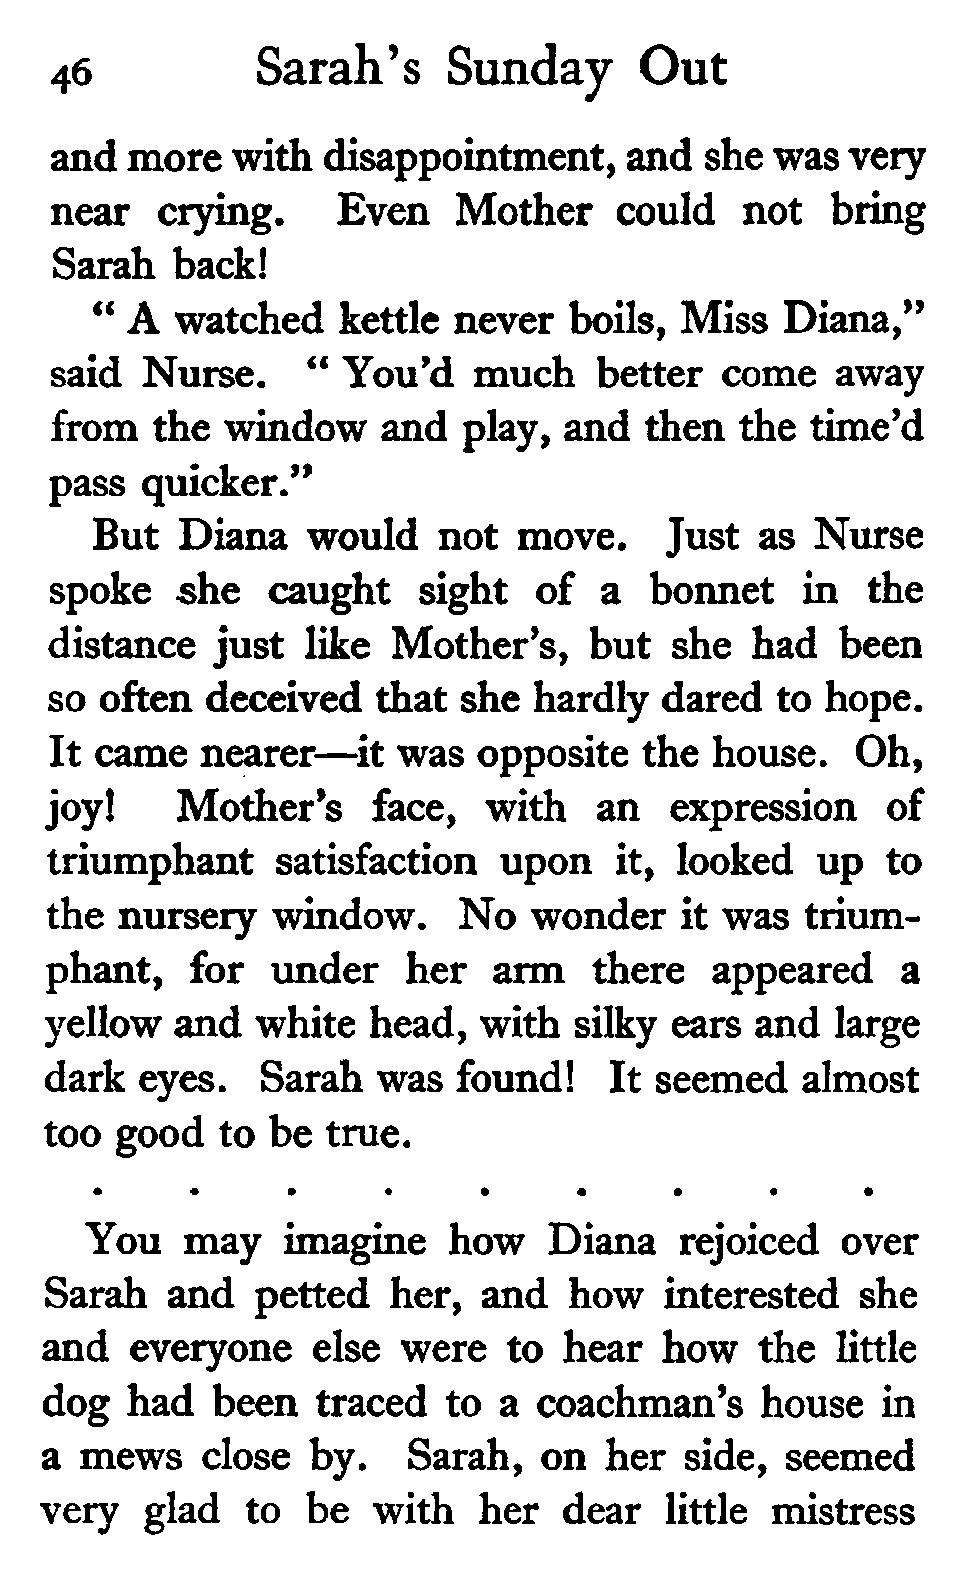 46 Sarah's Sunday Out
and more with disappointment, and she was very
near crying. Even Mother could not bring
Sarah back!
“ A watched kettle never boils, Miss Diana,”
said Nurse. “ You’d much better come away
from the window and play, and then the time’d
pass quicker.”
But Diana would not move. Just as Nurse
spoke she caught sight of a bonnet in the
distance just like Mother’s, but she had been
so often deceived that she hardly dared to hope.
It came nearer—it was opposite the house. Oh,
joy! Mother’s face, with an expression of
triumphant satisfaction upon it, looked up to
the nursery window. No wonder it was trium-
phant, for under her arm there appeared a
yellow and white head, with silky ears and large
dark eyes. Sarah was found! It seemed almost
too good to be true.
. . . . . . . . .
You may imagine how Diana rejoiced over
Sarah and petted her, and how interested she
and everyone else were to hear how the little
dog had been traced to a coachman’s house in
a mews close by. Sarah, on her side, seemed
very glad to be with her dear little mistress